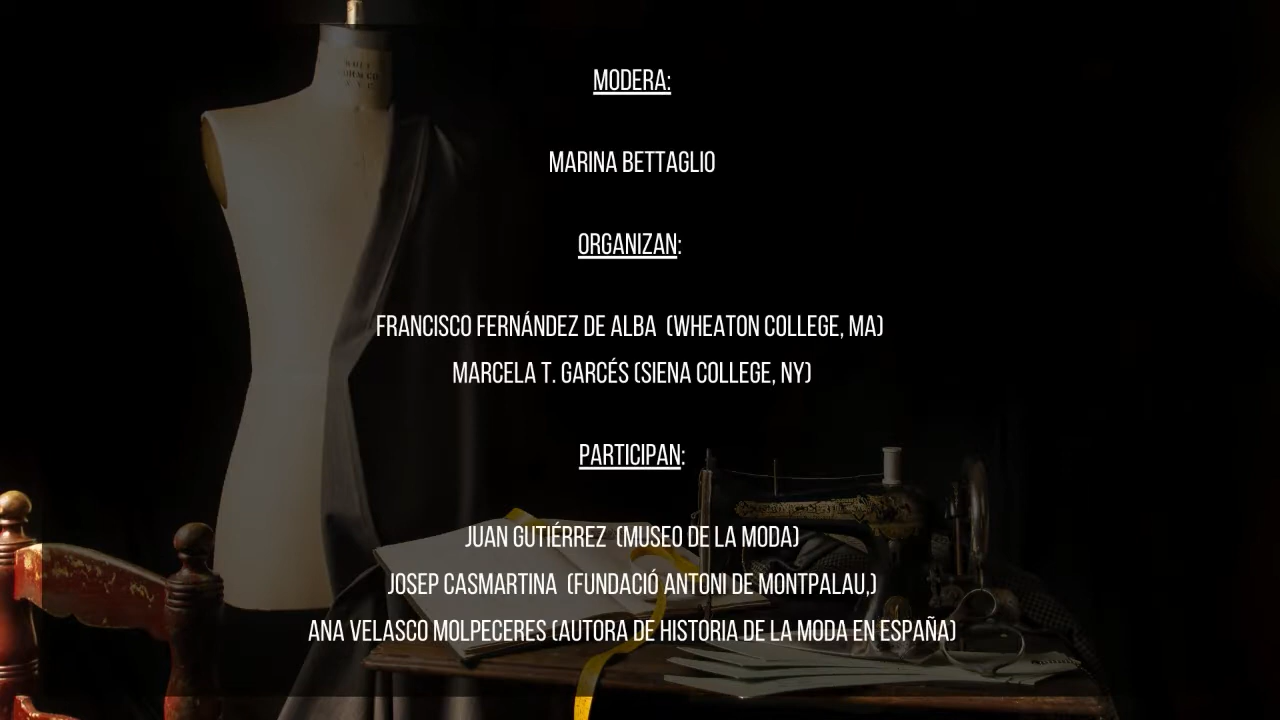 MODERA:
MARINA BETTAGLIO
ORGANIZAN:
FRANCISCO FERNÁNDEZ DE ALBA (WHEATON COLLEGE, MA)
MARCELA T. GARCÉS (SIENA COLLEGE, NY)
PARTICIPAN:
JUAN GUTIÉRREZ (MUSEO DE LA MODA)
JOSEP CASMARTINA (FUNDACIÓ ANTONI DE MONTPALAU,)
ANA VELASCO MOLPECERES (AUTORA DE HISTORIA DE LA MODA EN ESPAÑA)